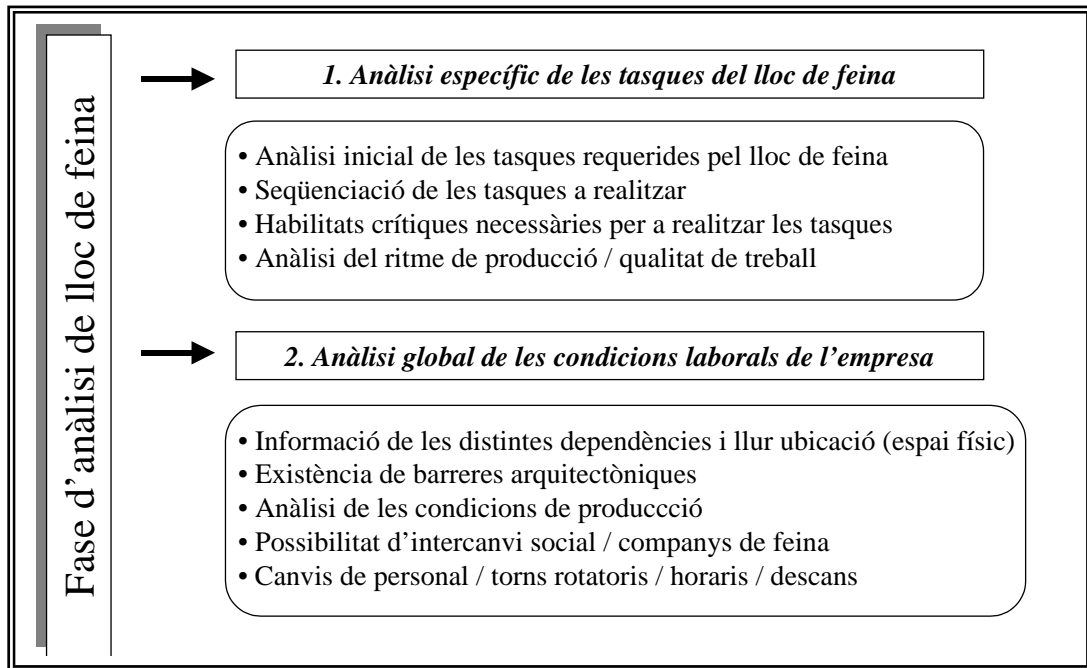 Fase d’anàlisi de lloc de feina
1. Anàlisi específic de les tasques del lloc de feina
• Anàlisi inicial de les tasques requerides pel lloc de feina
• Seqüenciació de les tasques a realitzar
• Habilitats crítiques necessàries per a realitzar les tasques
• Anàlisi del ritme de producció / qualitat de treball
2. Anàlisi global de les condicions laborals de l’empresa
• Informació de les distintes dependències i llur ubicació (espai físic)
• Existència de barreres arquitectòniques
• Anàlisi de les condicions de produccció
• Possibilitat d’intercanvi social / companys de feina
• Canvis de personal / torns rotatoris / horaris / descans